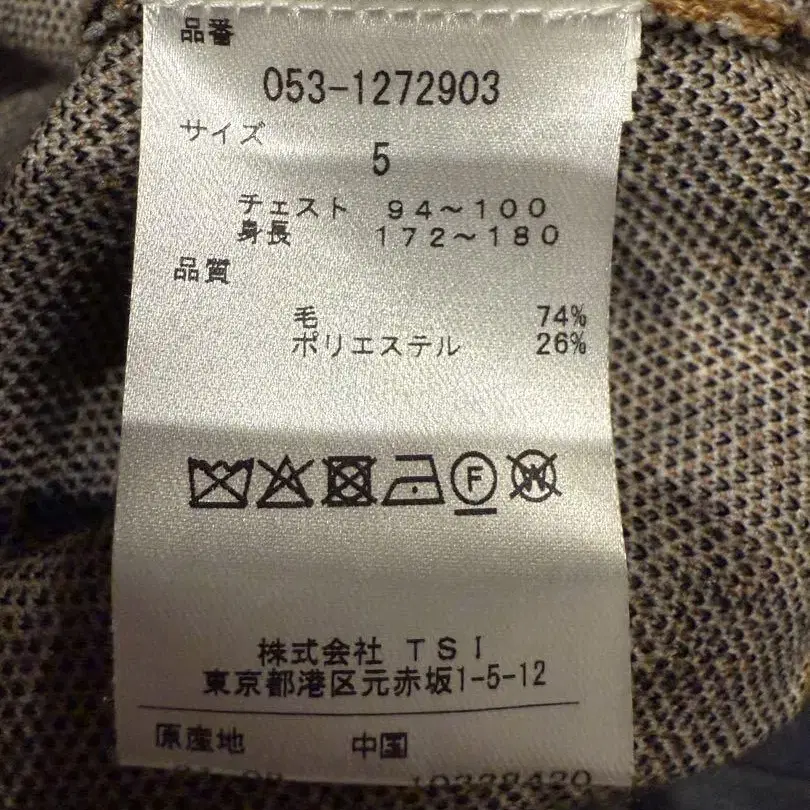 品番
053-1272903
サイズ
5
チェスト 94～100
身長 172～180
品質
毛 74%
ポリエステル 26%
F W
株式会社 TSI
東京都港区元赤坂1-5-12
原産地 中国